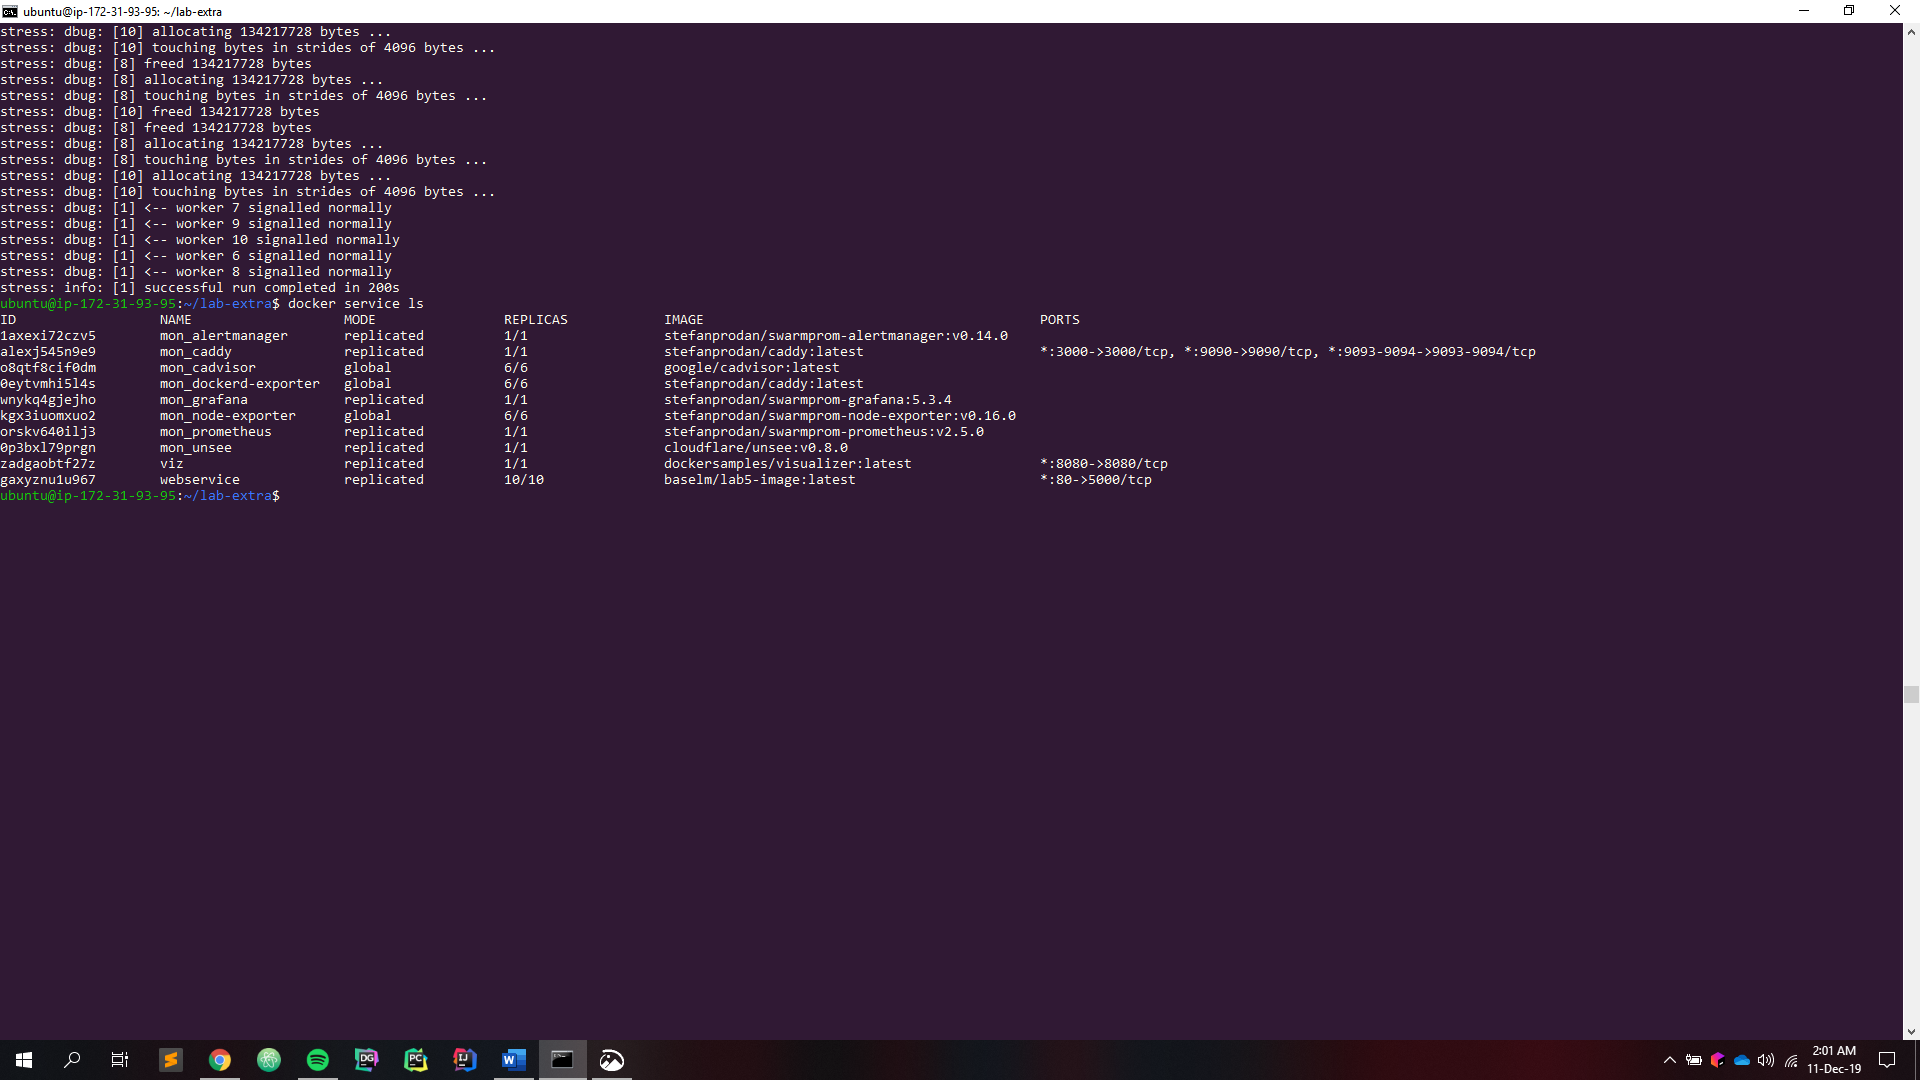 ubuntu@ip-172-31-93-95: ~/lab-extra
stress: dbug: [10] allocating 134217728 bytes ...
stress: dbug: [10] touching bytes in strides of 4096 bytes ...
stress: dbug: [8] freed 134217728 bytes
stress: dbug: [8] allocating 134217728 bytes ...
stress: dbug: [8] touching bytes in strides of 4096 bytes ...
stress: dbug: [10] freed 134217728 bytes
stress: dbug: [8] freed 134217728 bytes
stress: dbug: [8] allocating 134217728 bytes ...
stress: dbug: [8] touching bytes in strides of 4096 bytes ...
stress: dbug: [10] allocating 134217728 bytes ...
stress: dbug: [10] touching bytes in strides of 4096 bytes ...
stress: dbug: [1] <-- worker 7 signalled normally
stress: dbug: [1] <-- worker 9 signalled normally
stress: dbug: [1] <-- worker 10 signalled normally
stress: dbug: [1] <-- worker 6 signalled normally
stress: dbug: [1] <-- worker 8 signalled normally
stress: info: [1] successful run completed in 200s
ubuntu@ip-172-31-93-95:~/lab-extra$ docker service ls
ID NAME MODE REPLICAS IMAGE PORTS
1axexi72czv5 mon_alertmanager replicated 1/1 stefanprodan/swarmprom-alertmanager:v0.14.0
alexj545n9e9 mon_caddy replicated 1/1 stefanprodan/caddy:latest *:3000->3000/tcp, *:9090->9090/tcp, *:9093-9094->9093-9094/tcp
o8qtf8cif0dm mon_cadvisor global 6/6 google/cadvisor:latest
0eytvmhi5l4s mon_dockerd-exporter global 6/6 stefanprodan/caddy:latest
wnykq4gjejho mon_grafana replicated 1/1 stefanprodan/swarmprom-grafana:5.3.4
kgx3iuomxuo2 mon_node-exporter global 6/6 stefanprodan/swarmprom-node-exporter:v0.16.0
orskv640ilj3 mon_prometheus replicated 1/1 stefanprodan/swarmprom-prometheus:v2.5.0
0p3bxl79prgn mon_unsee replicated 1/1 cloudflare/unsee:v0.8.0
zadgaobtf27z viz replicated 1/1 dockersamples/visualizer:latest *:8080->8080/tcp
gaxyznu1u967 webservice replicated 10/10 baselm/lab5-image:latest *:80->5000/tcp
ubuntu@ip-172-31-93-95:~/lab-extra$
2:01 AM
11-Dec-19